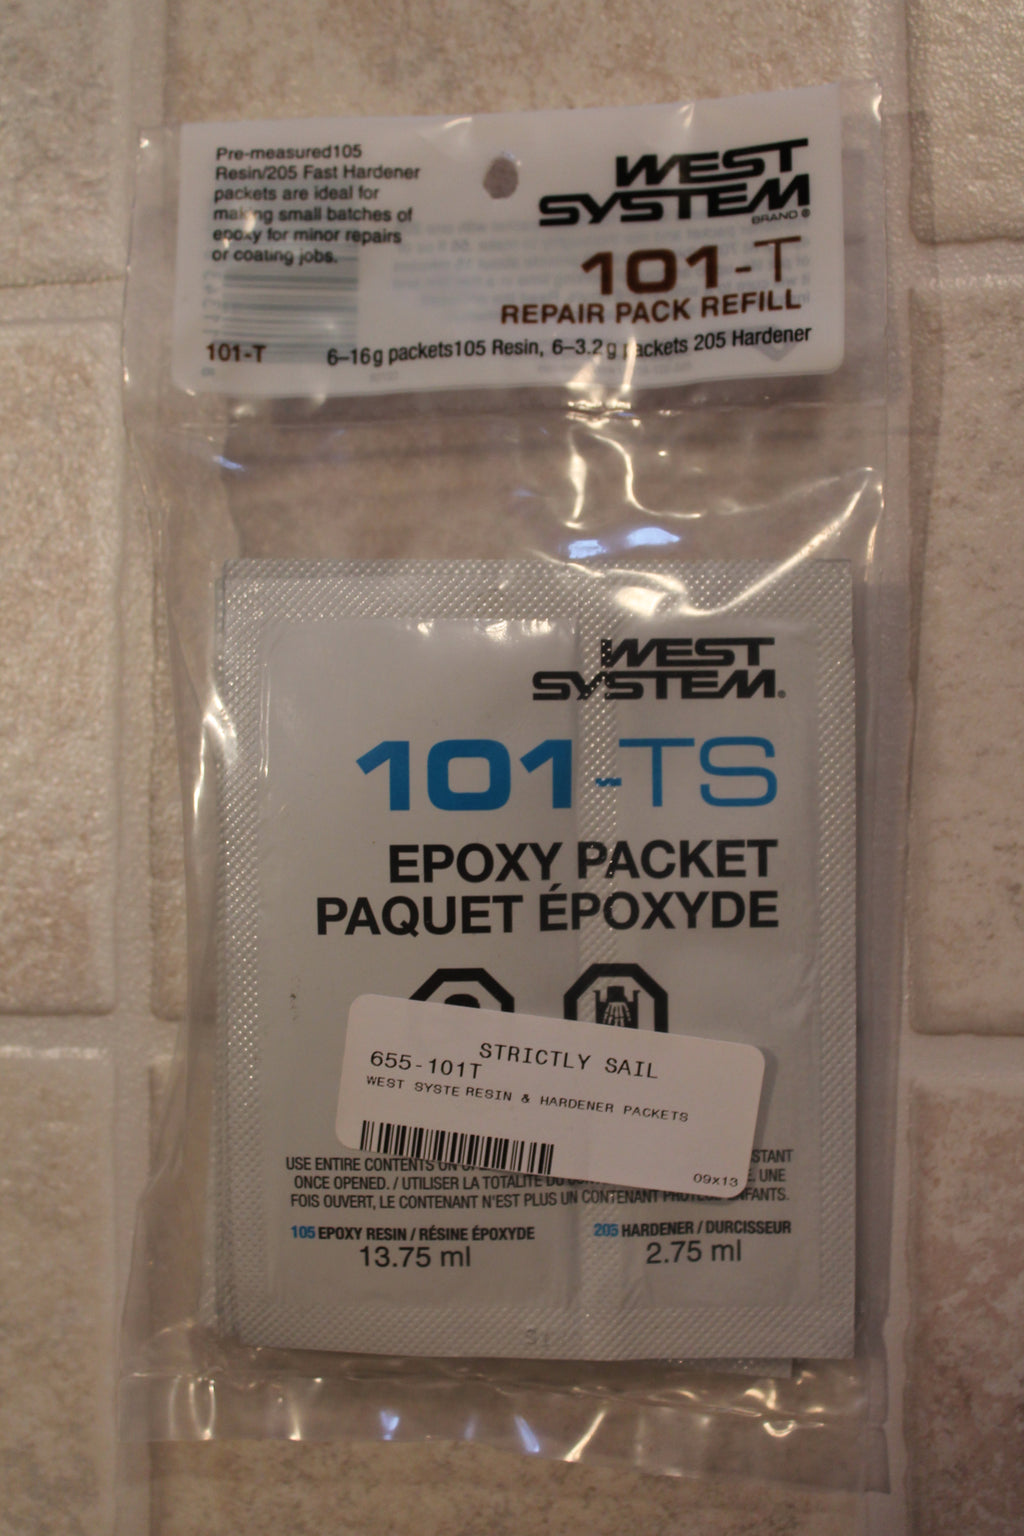 Pre-measured105
Resin/205 Fast Hardener
packets are ideal for
making small batches of
epoxy for minor repairs
or coating jobs.
WEST
SYSTEM
BRAND ®
101-T
REPAIR PACK REFILL
101-T
6–16g packets105 Resin, 6–3.2g packets 205 Hardener
WEST
SYSTEM®
101-TS
EPOXY PACKET
PAQUET ÉPOXYDE
STRICTLY SAIL
655-101T
WEST SYSTE RESIN & HARDENER PACKETS
09x13
USE ENTIRE CONTENTS
ONCE OPENED. / UTILISER LA TOTALITÉ DU UNE
FOIS OUVERT, LE CONTENANT N'EST PLUS UN CONTENANT
105 EPOXY RESIN / RÉSINE ÉPOXYDE
13.75 ml
205 HARDENER / DURCISSEUR
2.75 ml